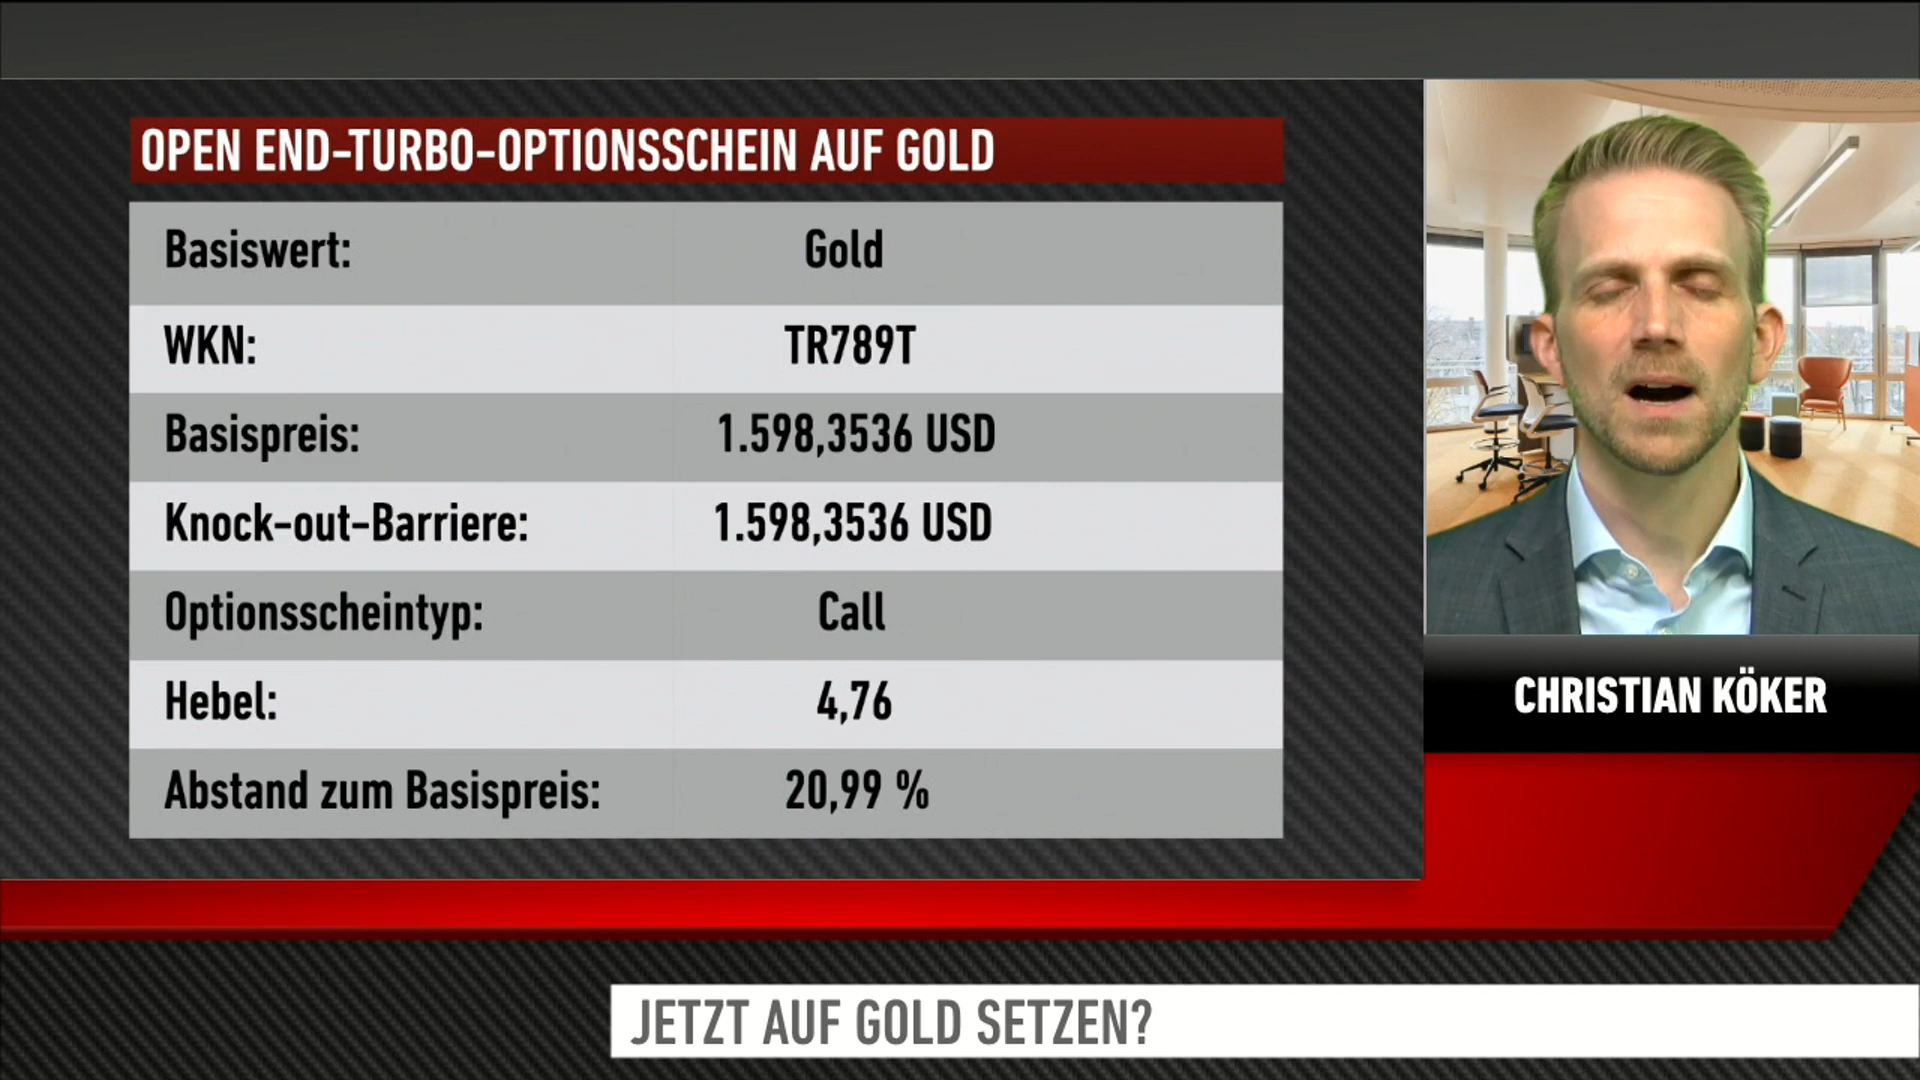 OPEN END-TURBO-OPTIONSSCHEIN AUF GOLD
Basiswert: Gold
WKN: TR789T
Basispreis: 1.598,3536 USD
Knock-out-Barriere: 1.598,3536 USD
Optionsscheintyp: Call
Hebel: 4,76
Abstand zum Basispreis: 20,99 %
CHRISTIAN KÖKER
JETZT AUF GOLD SETZEN?